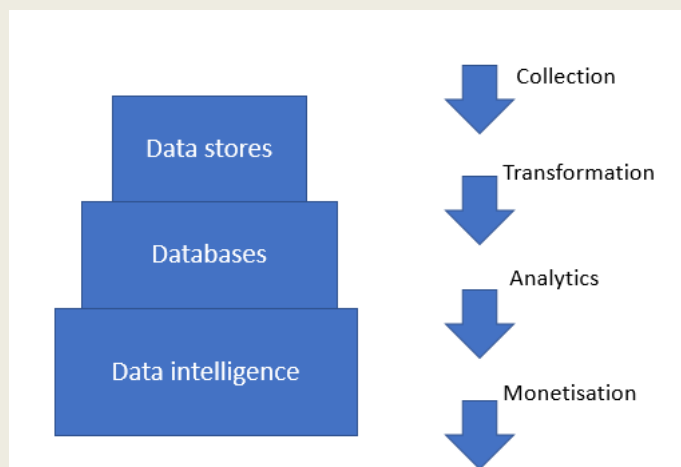 Collection
Data stores
Transformation
Databases
Analytics
Data intelligence
Monetisation